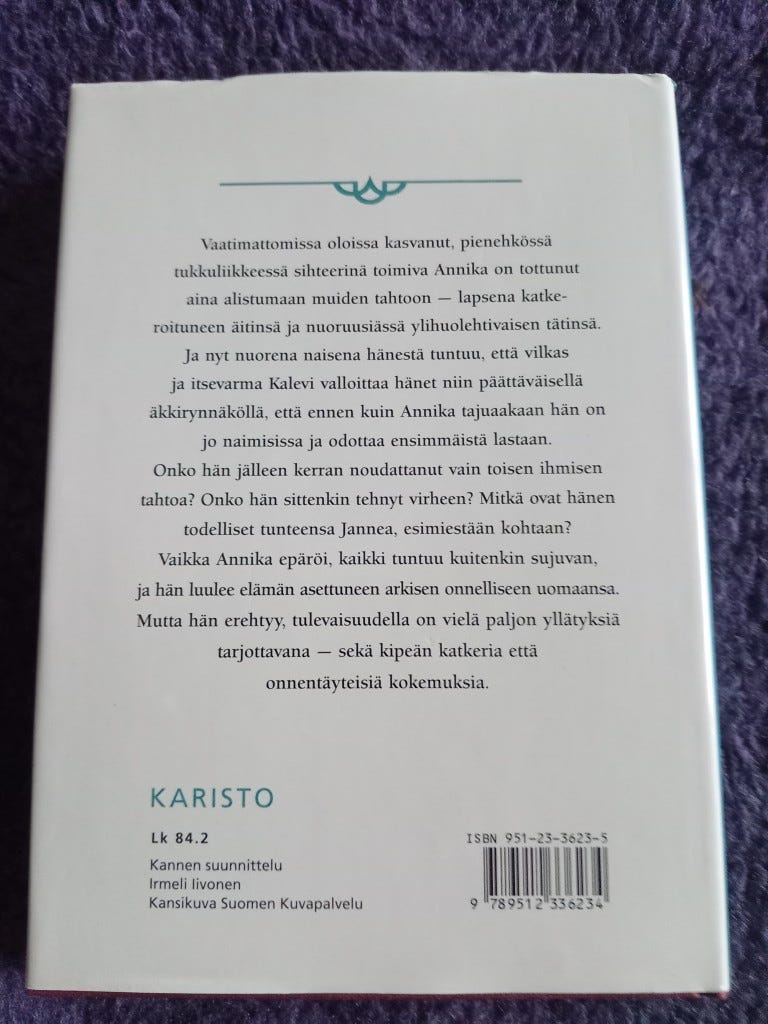 Vaatimattomissa oloissa kasvanut, pienehkössä
tukkuliikkeessä sihteerinä toimiva Annika on tottunut
aina alistumaan muiden tahtoon — lapsena katke-
roituneen äitinsä ja nuoruusiässä ylihuolehtivaisen tätinsä.
Ja nyt nuorena naisena hänestä tuntuu, että vilkas
ja itsevarma Kalevi valloittaa hänet niin päättäväisellä
äkkirynnäköllä, että ennen kuin Annika tajuaakaan hän on
jo naimisissa ja odottaa ensimmäistä lastaan.
Onko hän jälleen kerran noudattanut vain toisen ihmisen
tahtoa? Onko hän sittenkin tehnyt virheen? Mitkä ovat hänen
todelliset tunteensa Jannea, esimiestään kohtaan?
Vaikka Annika epäröi, kaikki tuntuu kuitenkin sujuvan,
ja hän luulee elämän asettuneen arkisen onnelliseen uomaansa.
Mutta hän erehtyy, tulevaisuudella on vielä paljon yllätyksiä
tarjottavana — sekä kipeän katkeria että
onnentäyteisiä kokemuksia.
KARISTO
Lk 84.2
Kannen suunnittelu
Irmeli Iivonen
Kansikuva Suomen Kuvapalvelu
ISBN 951-23-3623-5
9 789512 336234